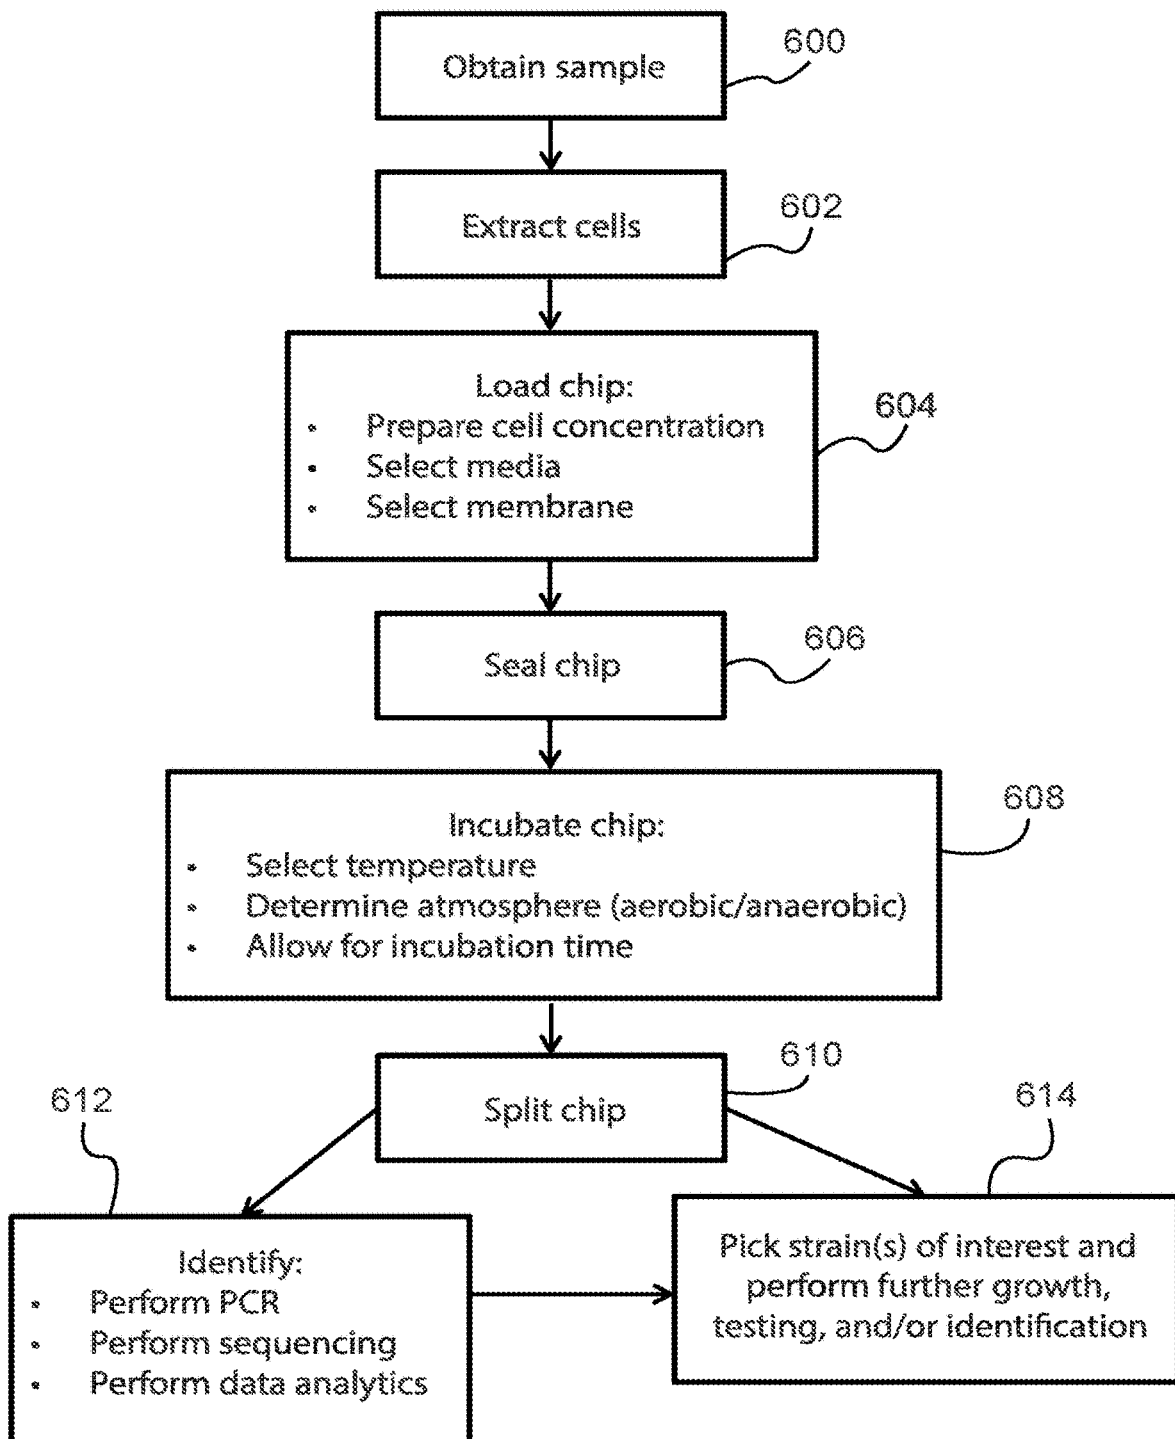 Obtain sample
600
Extract cells
602
Load chip:
• Prepare cell concentration
• Select media
• Select membrane
604
Seal chip
606
Incubate chip:
• Select temperature
• Determine atmosphere (aerobic/anaerobic)
• Allow for incubation time
608
Split chip
610
612
Identify:
• Perform PCR
• Perform sequencing
• Perform data analytics
614
Pick strain(s) of interest and
perform further growth,
testing, and/or identification